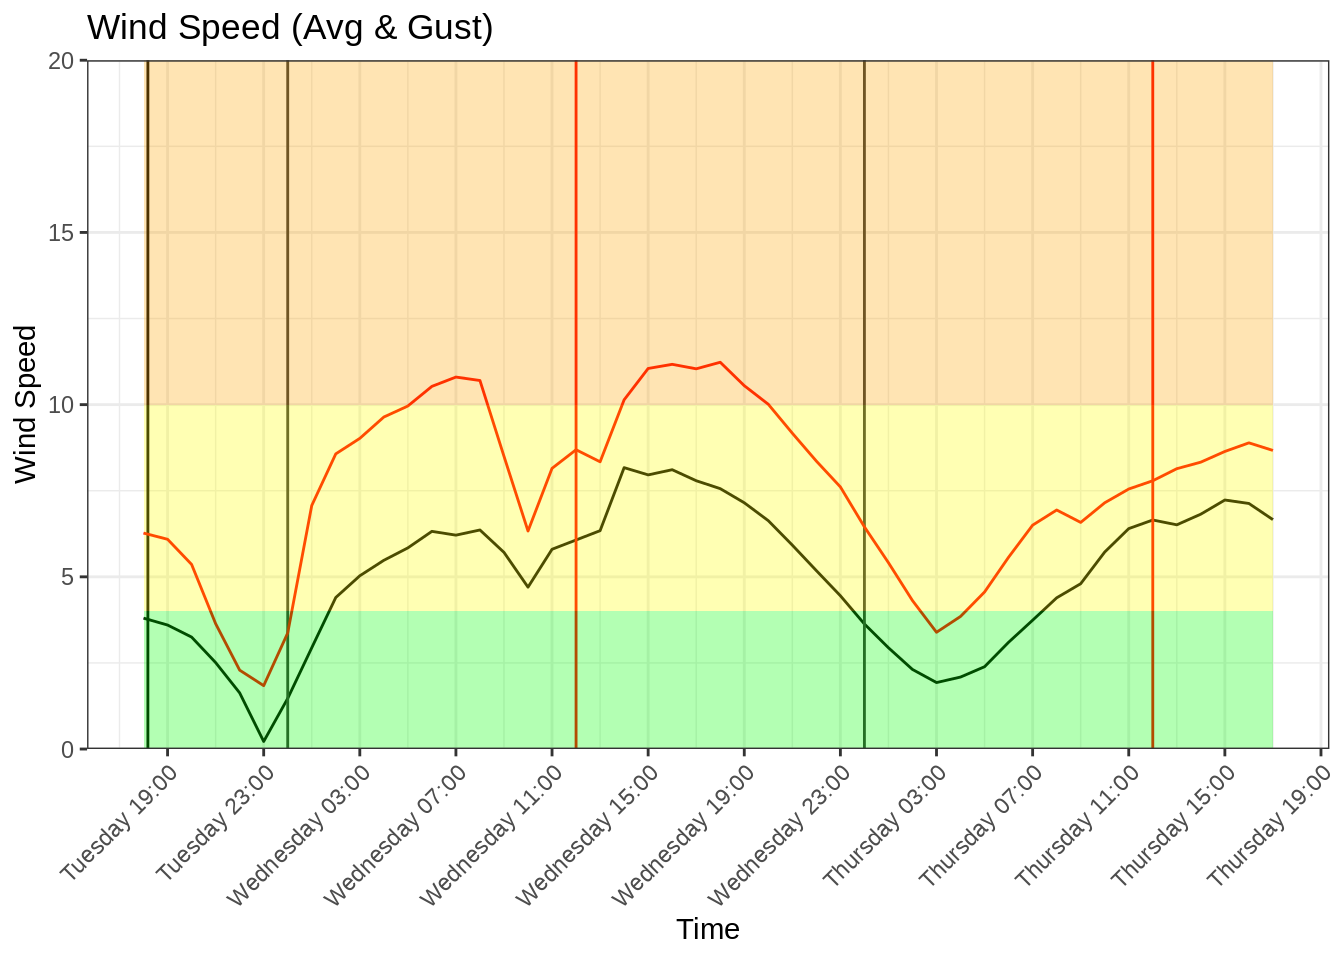 Wind Speed (Avg & Gust)
20
15
10
5
0
Wind Speed
Tuesday 19:00
Tuesday 23:00
Wednesday 03:00
Wednesday 07:00
Wednesday 11:00
Wednesday 15:00
Wednesday 19:00
Wednesday 23:00
Thursday 03:00
Thursday 07:00
Thursday 11:00
Thursday 15:00
Thursday 19:00
Time